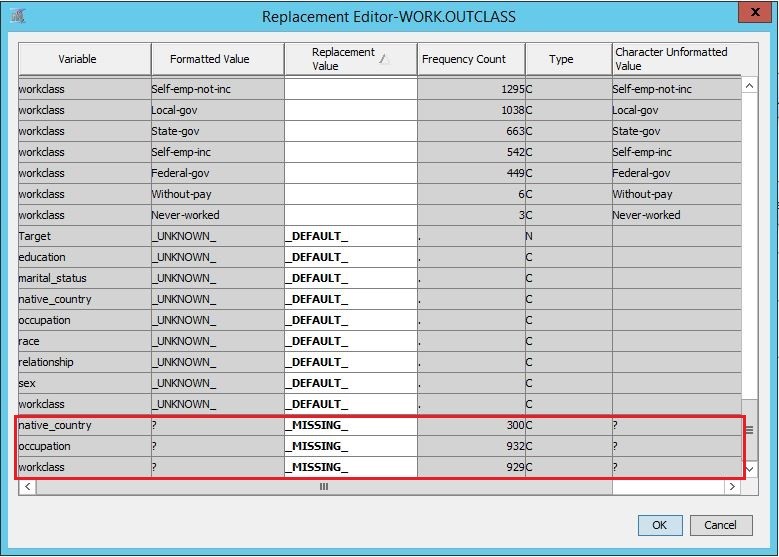 Replacement Editor-WORK.OUTCLASS
Variable Formatted Value Replacement Value Frequency Count Type Character Unformatted Value
workclass Self-emp-not-inc 1295 C Self-emp-not-inc
workclass Local-gov 1038 C Local-gov
workclass State-gov 663 C State-gov
workclass Self-emp-inc 542 C Self-emp-inc
workclass Federal-gov 449 C Federal-gov
workclass Without-pay 6 C Without-pay
workclass Never-worked 3 C Never-worked
Target _UNKNOWN_ _DEFAULT_ . N
education _UNKNOWN_ _DEFAULT_ . C
marital_status _UNKNOWN_ _DEFAULT_ . C
native_country _UNKNOWN_ _DEFAULT_ . C
occupation _UNKNOWN_ _DEFAULT_ . C
race _UNKNOWN_ _DEFAULT_ . C
relationship _UNKNOWN_ _DEFAULT_ . C
sex _UNKNOWN_ _DEFAULT_ . C
workclass _UNKNOWN_ _DEFAULT_ . C
native_country ? _MISSING_ 300 C ?
occupation ? _MISSING_ 932 C ?
workclass ? _MISSING_ 929 C ?
OK Cancel